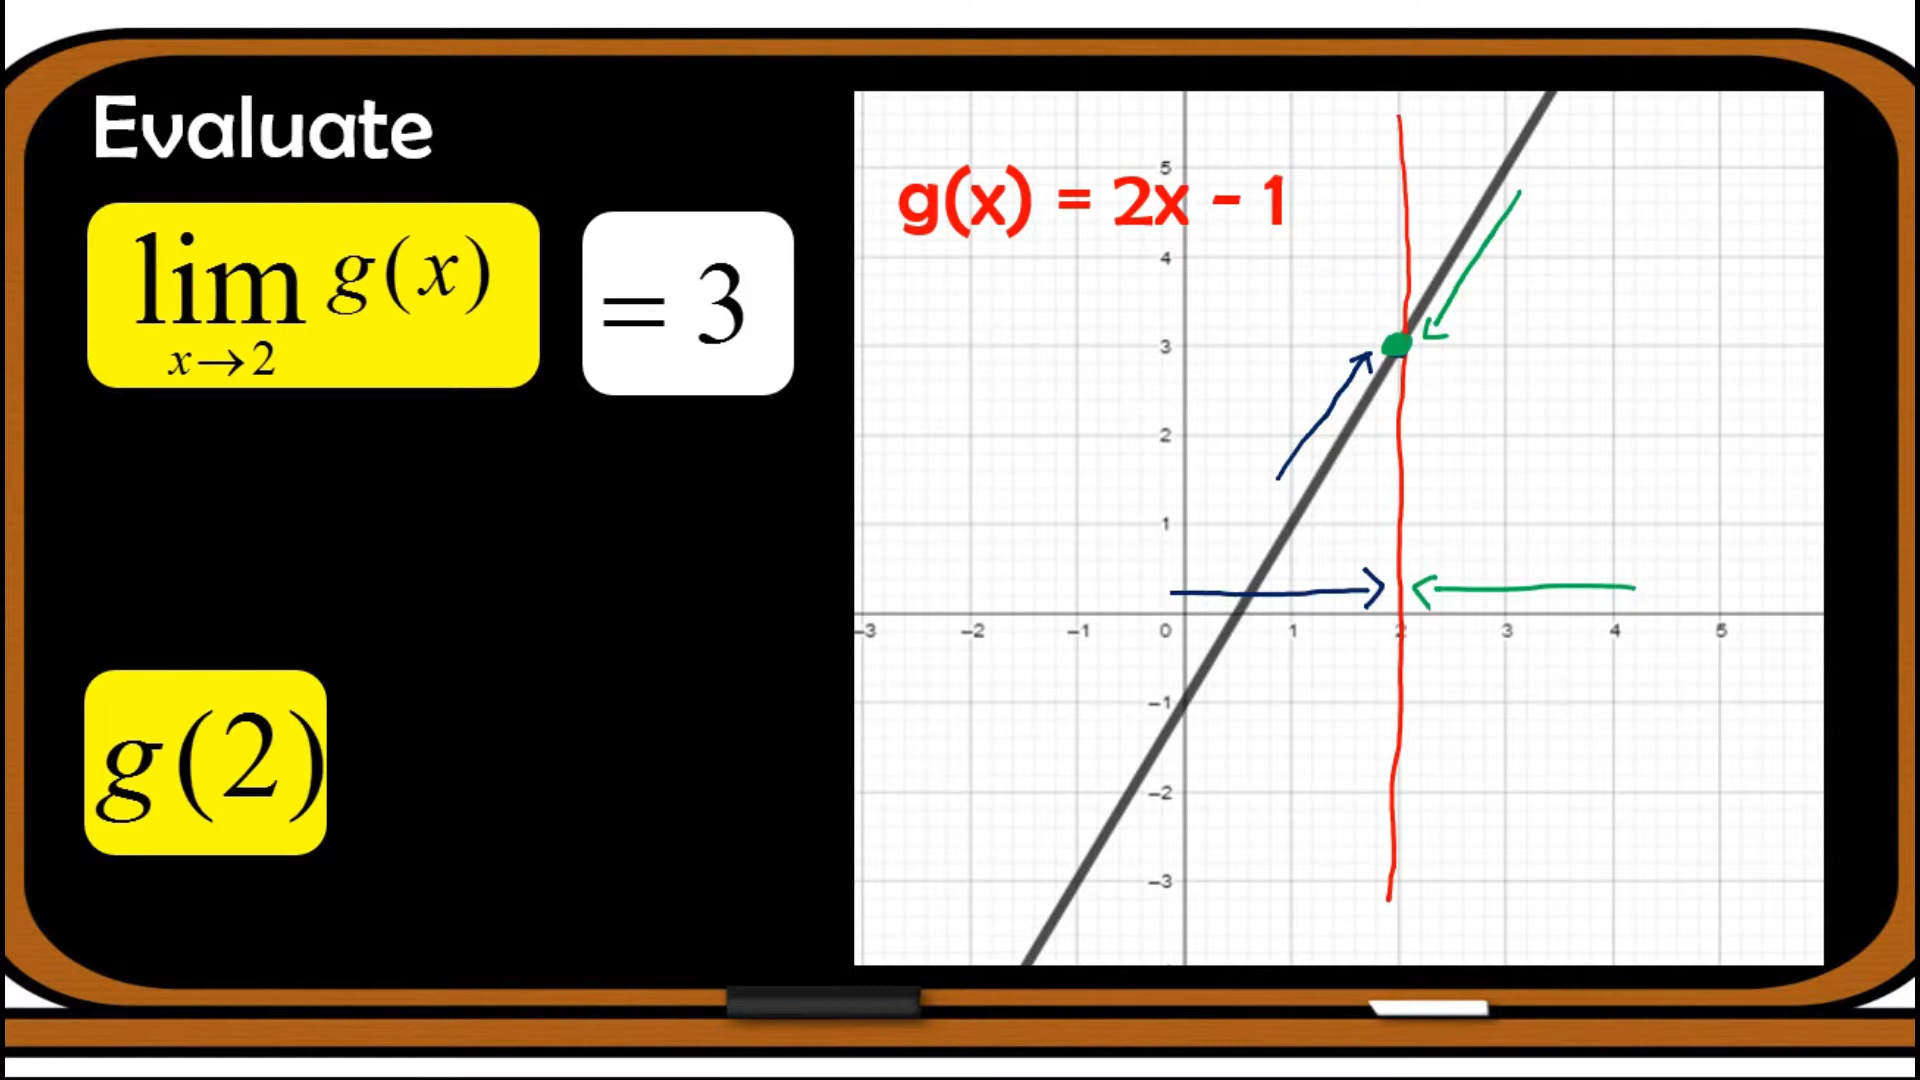 Evaluate
lim g(x)
x→2
= 3
g(2)
g(x) = 2x - 1
5
4
3
2
1
–3 –2 –1 0 1 2 3 4 5
–1
–2
–3